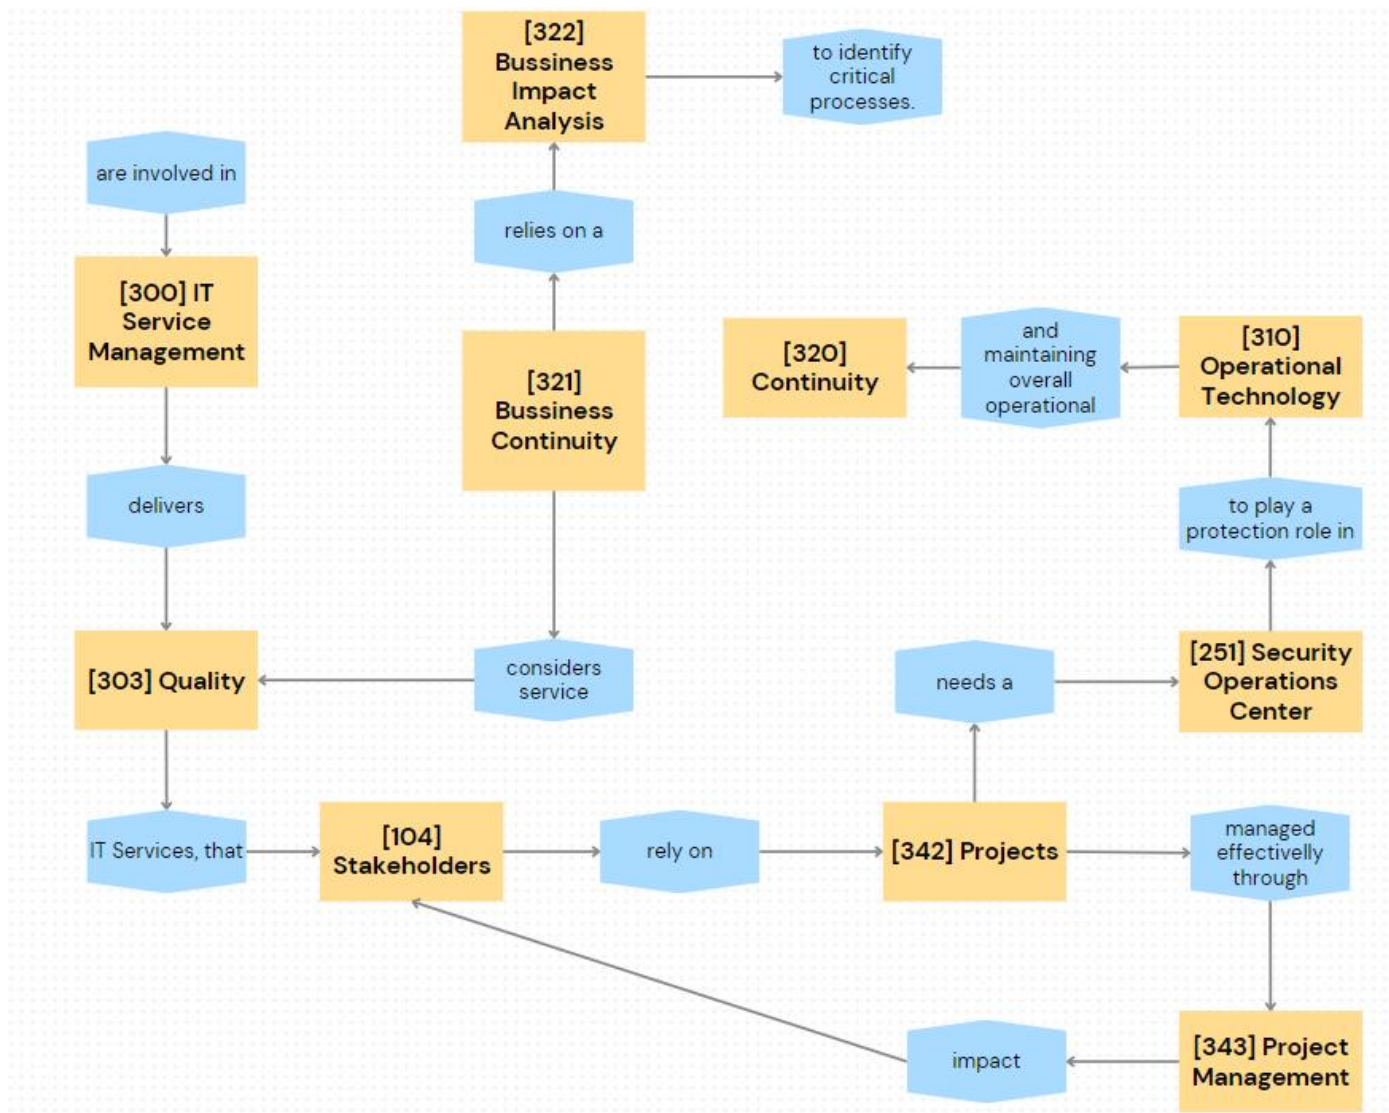 [322]
Bussiness
Impact
Analysis
to identify
critical
processes.
are involved in
relies on a
[300] IT
Service
Management
[321]
Bussiness
Continuity
[320]
Continuity
and
maintaining
overall
operational
[310]
Operational
Technology
delivers
to play a
protection role in
[303] Quality
considers
service
needs a
[251] Security
Operations
Center
IT Services, that
[104]
Stakeholders
rely on
[342] Projects
managed
effectivelly
through
impact
[343] Project
Management